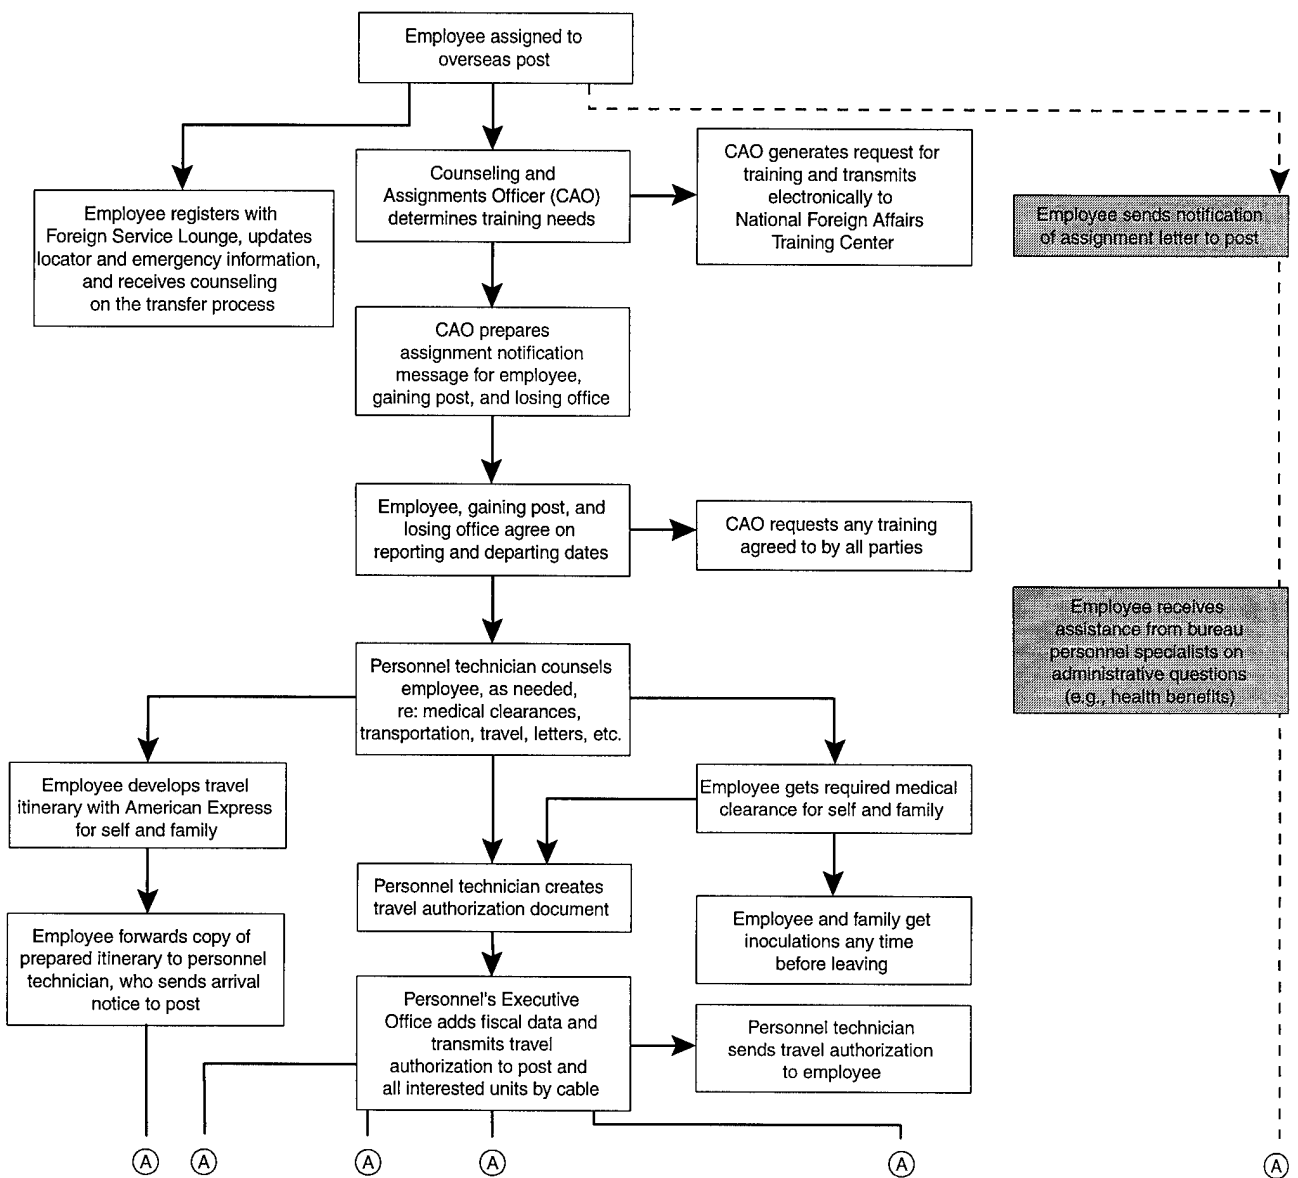 Employee assigned to
overseas post
Counseling and
Assignments Officer (CAO)
determines training needs
CAO generates request for
training and transmits
electronically to
National Foreign Affairs
Training Center
Employee registers with
Foreign Service Lounge, updates
locator and emergency information,
and receives counseling
on the transfer process
Employee sends notification
of assignment letter to post
CAO prepares
assignment notification
message for employee,
gaining post, and losing office
Employee, gaining post, and
losing office agree on
reporting and departing dates
CAO requests any training
agreed to by all parties
Employee receives
assistance from bureau
personnel specialists on
administrative questions
(e.g., health benefits)
Personnel technician counsels
employee, as needed,
re: medical clearances,
transportation, travel, letters, etc.
Employee develops travel
itinerary with American Express
for self and family
Employee gets required medical
clearance for self and family
Personnel technician creates
travel authorization document
Employee and family get
inoculations any time
before leaving
Employee forwards copy of
prepared itinerary to personnel
technician, who sends arrival
notice to post
Personnel's Executive
Office adds fiscal data and
transmits travel
authorization to post and
all interested units by cable
Personnel technician
sends travel authorization
to employee
A
A
A
A
A
A